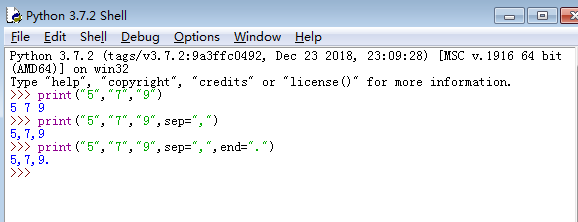 Python 3.7.2 Shell
File Edit Shell Debug Options Window Help
Python 3.7.2 (tags/v3.7.2:9a3ffc0492, Dec 23 2018, 23:09:28) [MSC v.1916 64 bit
(AMD64)] on win32
Type "help", "copyright", "credits" or "license()" for more information.
>>> print("5","7","9")
5 7 9
>>> print("5","7","9",sep=",")
5,7,9
>>> print("5","7","9",sep=",",end=".")
5,7,9.
>>>